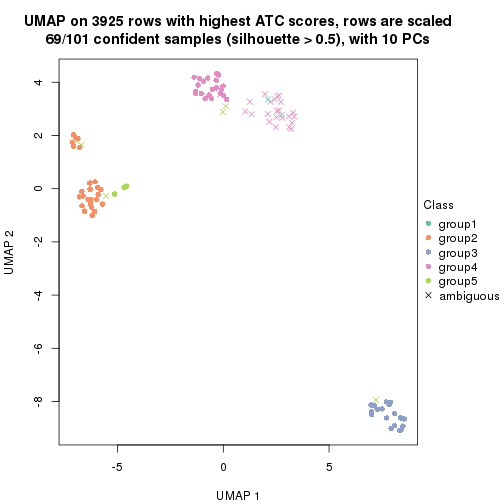 UMAP on 3925 rows with highest ATC scores, rows are scaled
69/101 confident samples (silhouette > 0.5), with 10 PCs
4
2
0
-2
-4
-6
-8
UMAP 2
-5
0
5
UMAP 1
Class
group1
group2
group3
group4
group5
ambiguous